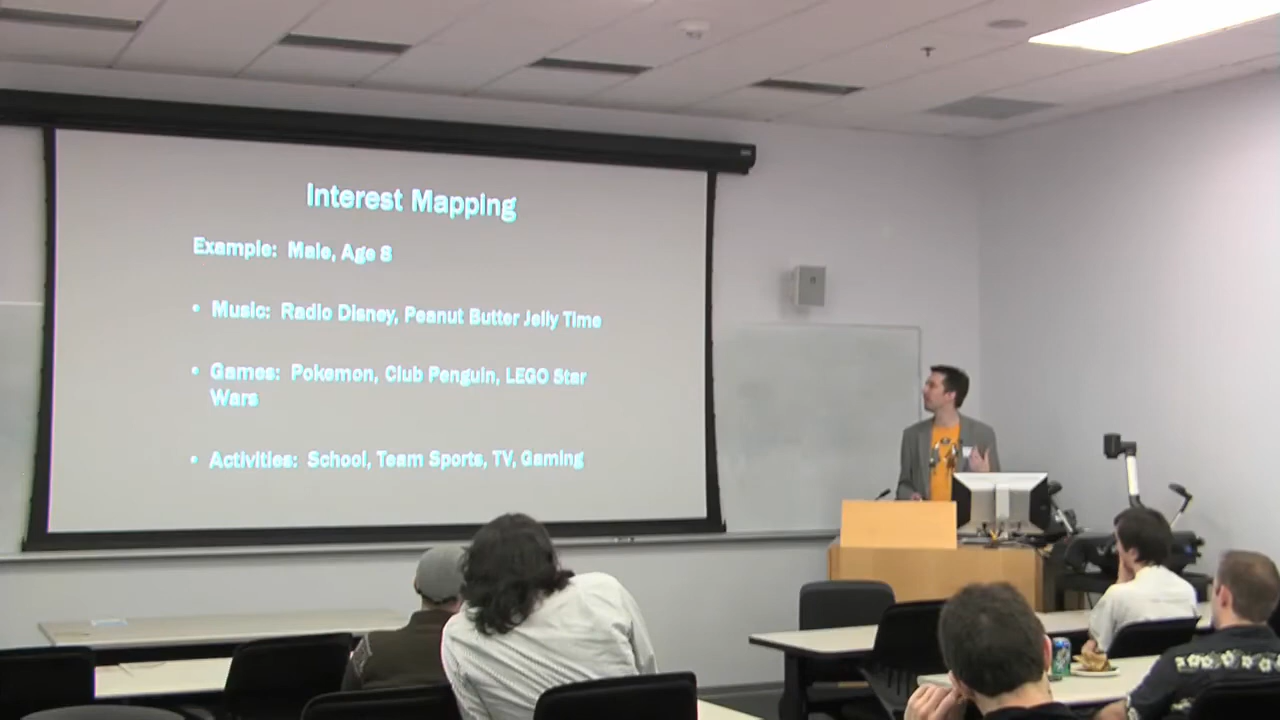 Interest Mapping
Example: Male, Age 8
• Music: Radio Disney, Peanut Butter Jelly Time
• Games: Pokemon, Club Penguin, LEGO Star
Wars
• Activities: School, Team Sports, TV, Gaming